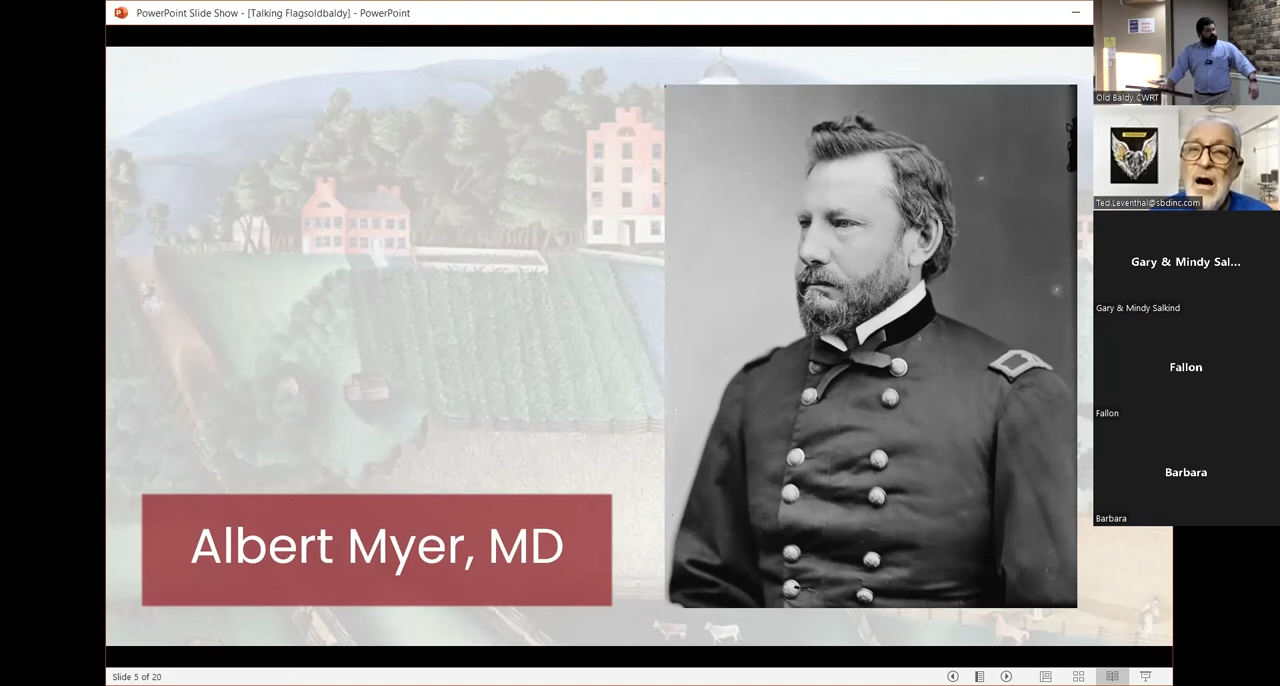 PowerPoint Slide Show - [Talking Flagsoldbaldy] - PowerPoint
Old Baldy CWRT
Ted.Leventhal@sbdinc.com
Gary & Mindy Sal...
Gary & Mindy Salkind
Fallon
Fallon
Barbara
Barbara
Albert Myer, MD
Slide 5 of 20